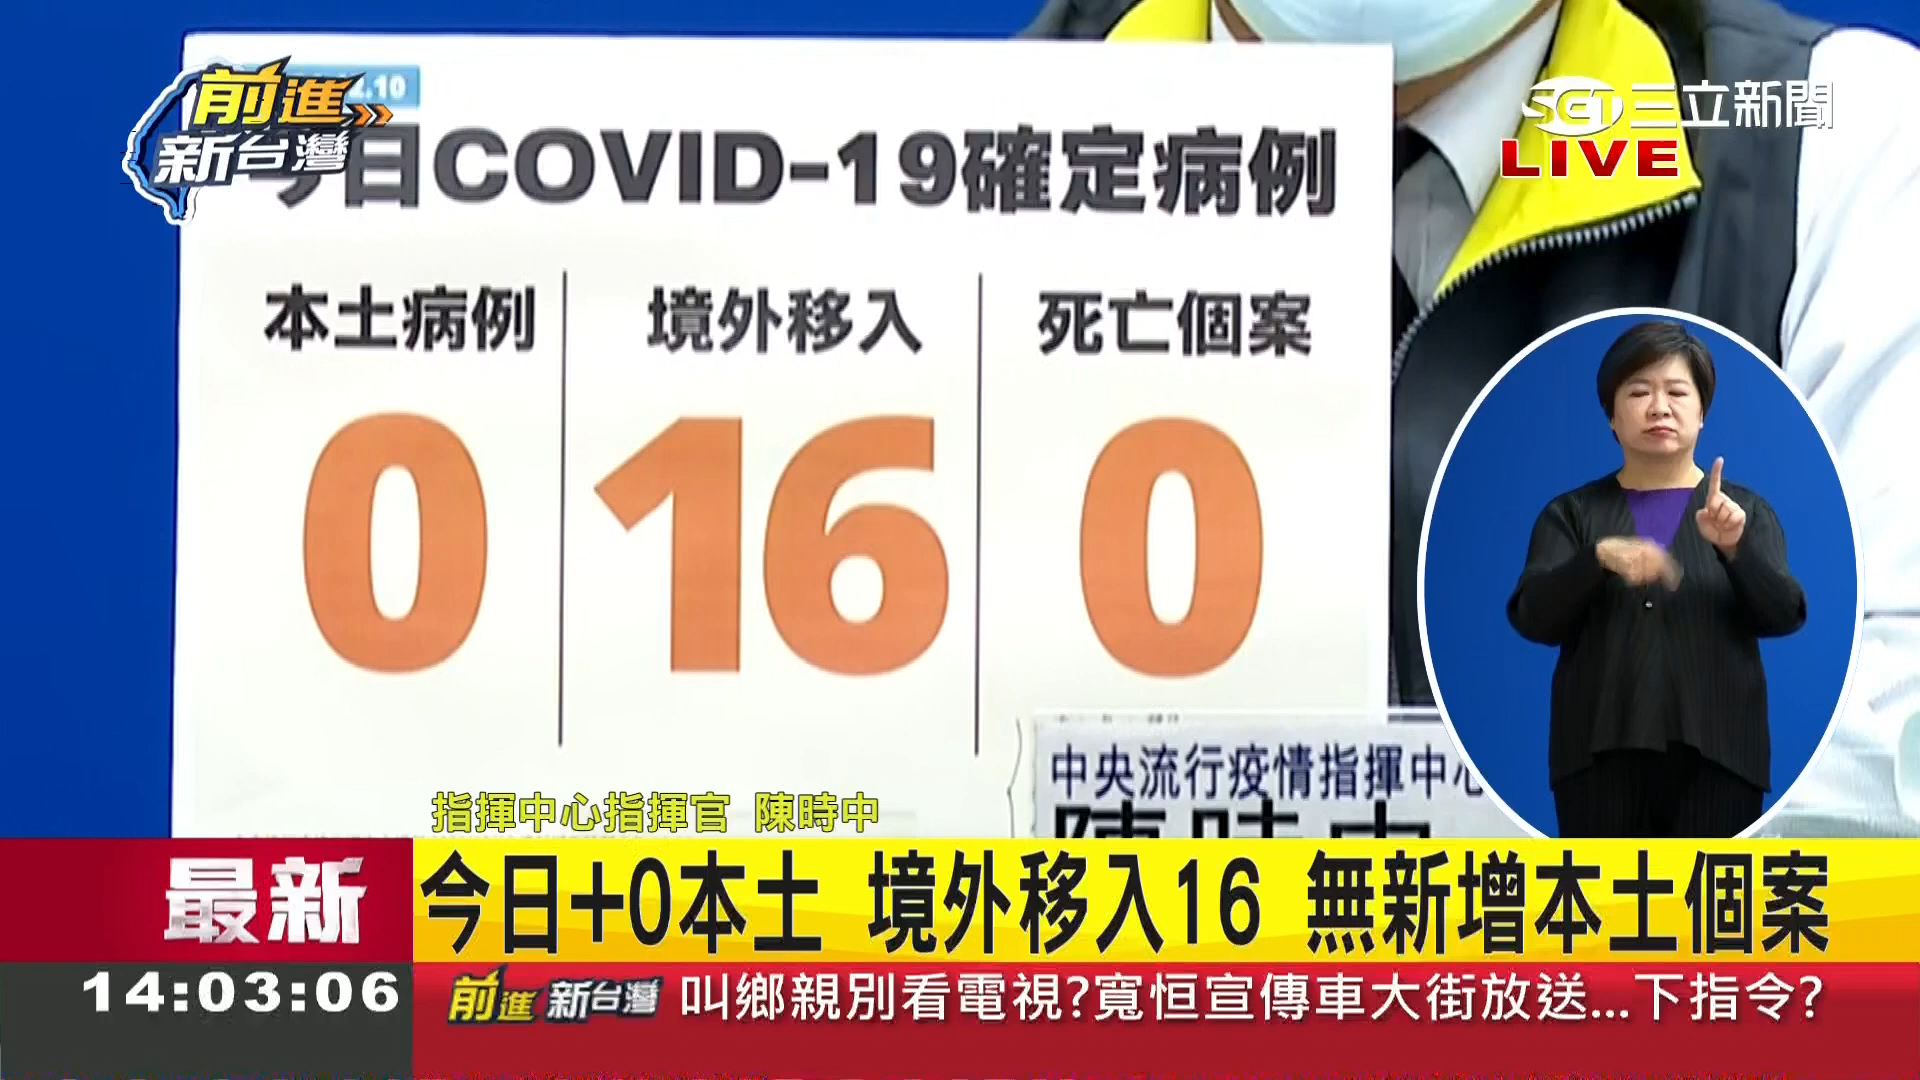 前進
新台灣
.10
SET三立新聞
LIVE
今日COVID-19確定病例
本土病例
境外移入
死亡個案
0
16
0
中央流行疫情指揮中心
陳時中
指揮中心指揮官 陳時中
最新
今日+0本土 境外移入16 無新增本土個案
14:03:06
前進新台灣
叫鄉親別看電視?寬恒宣傳車大街放送...下指令?